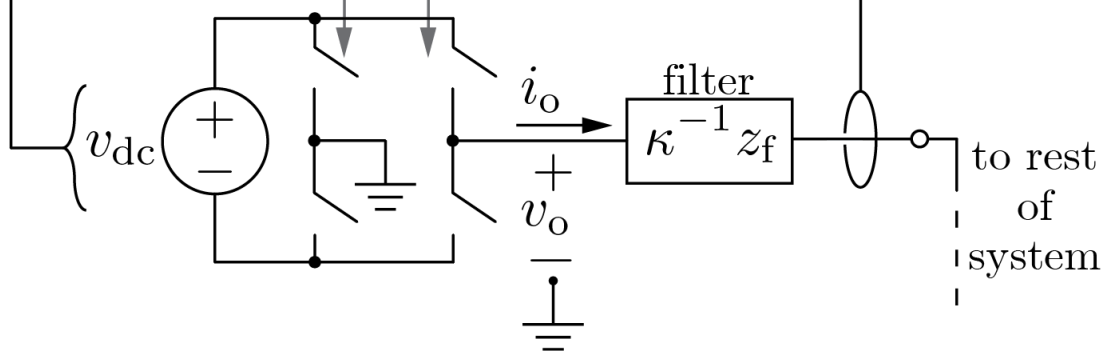 filter
i_o
κ^{-1} z_f
v_dc
+
−
+
v_o
−
to rest
of
system